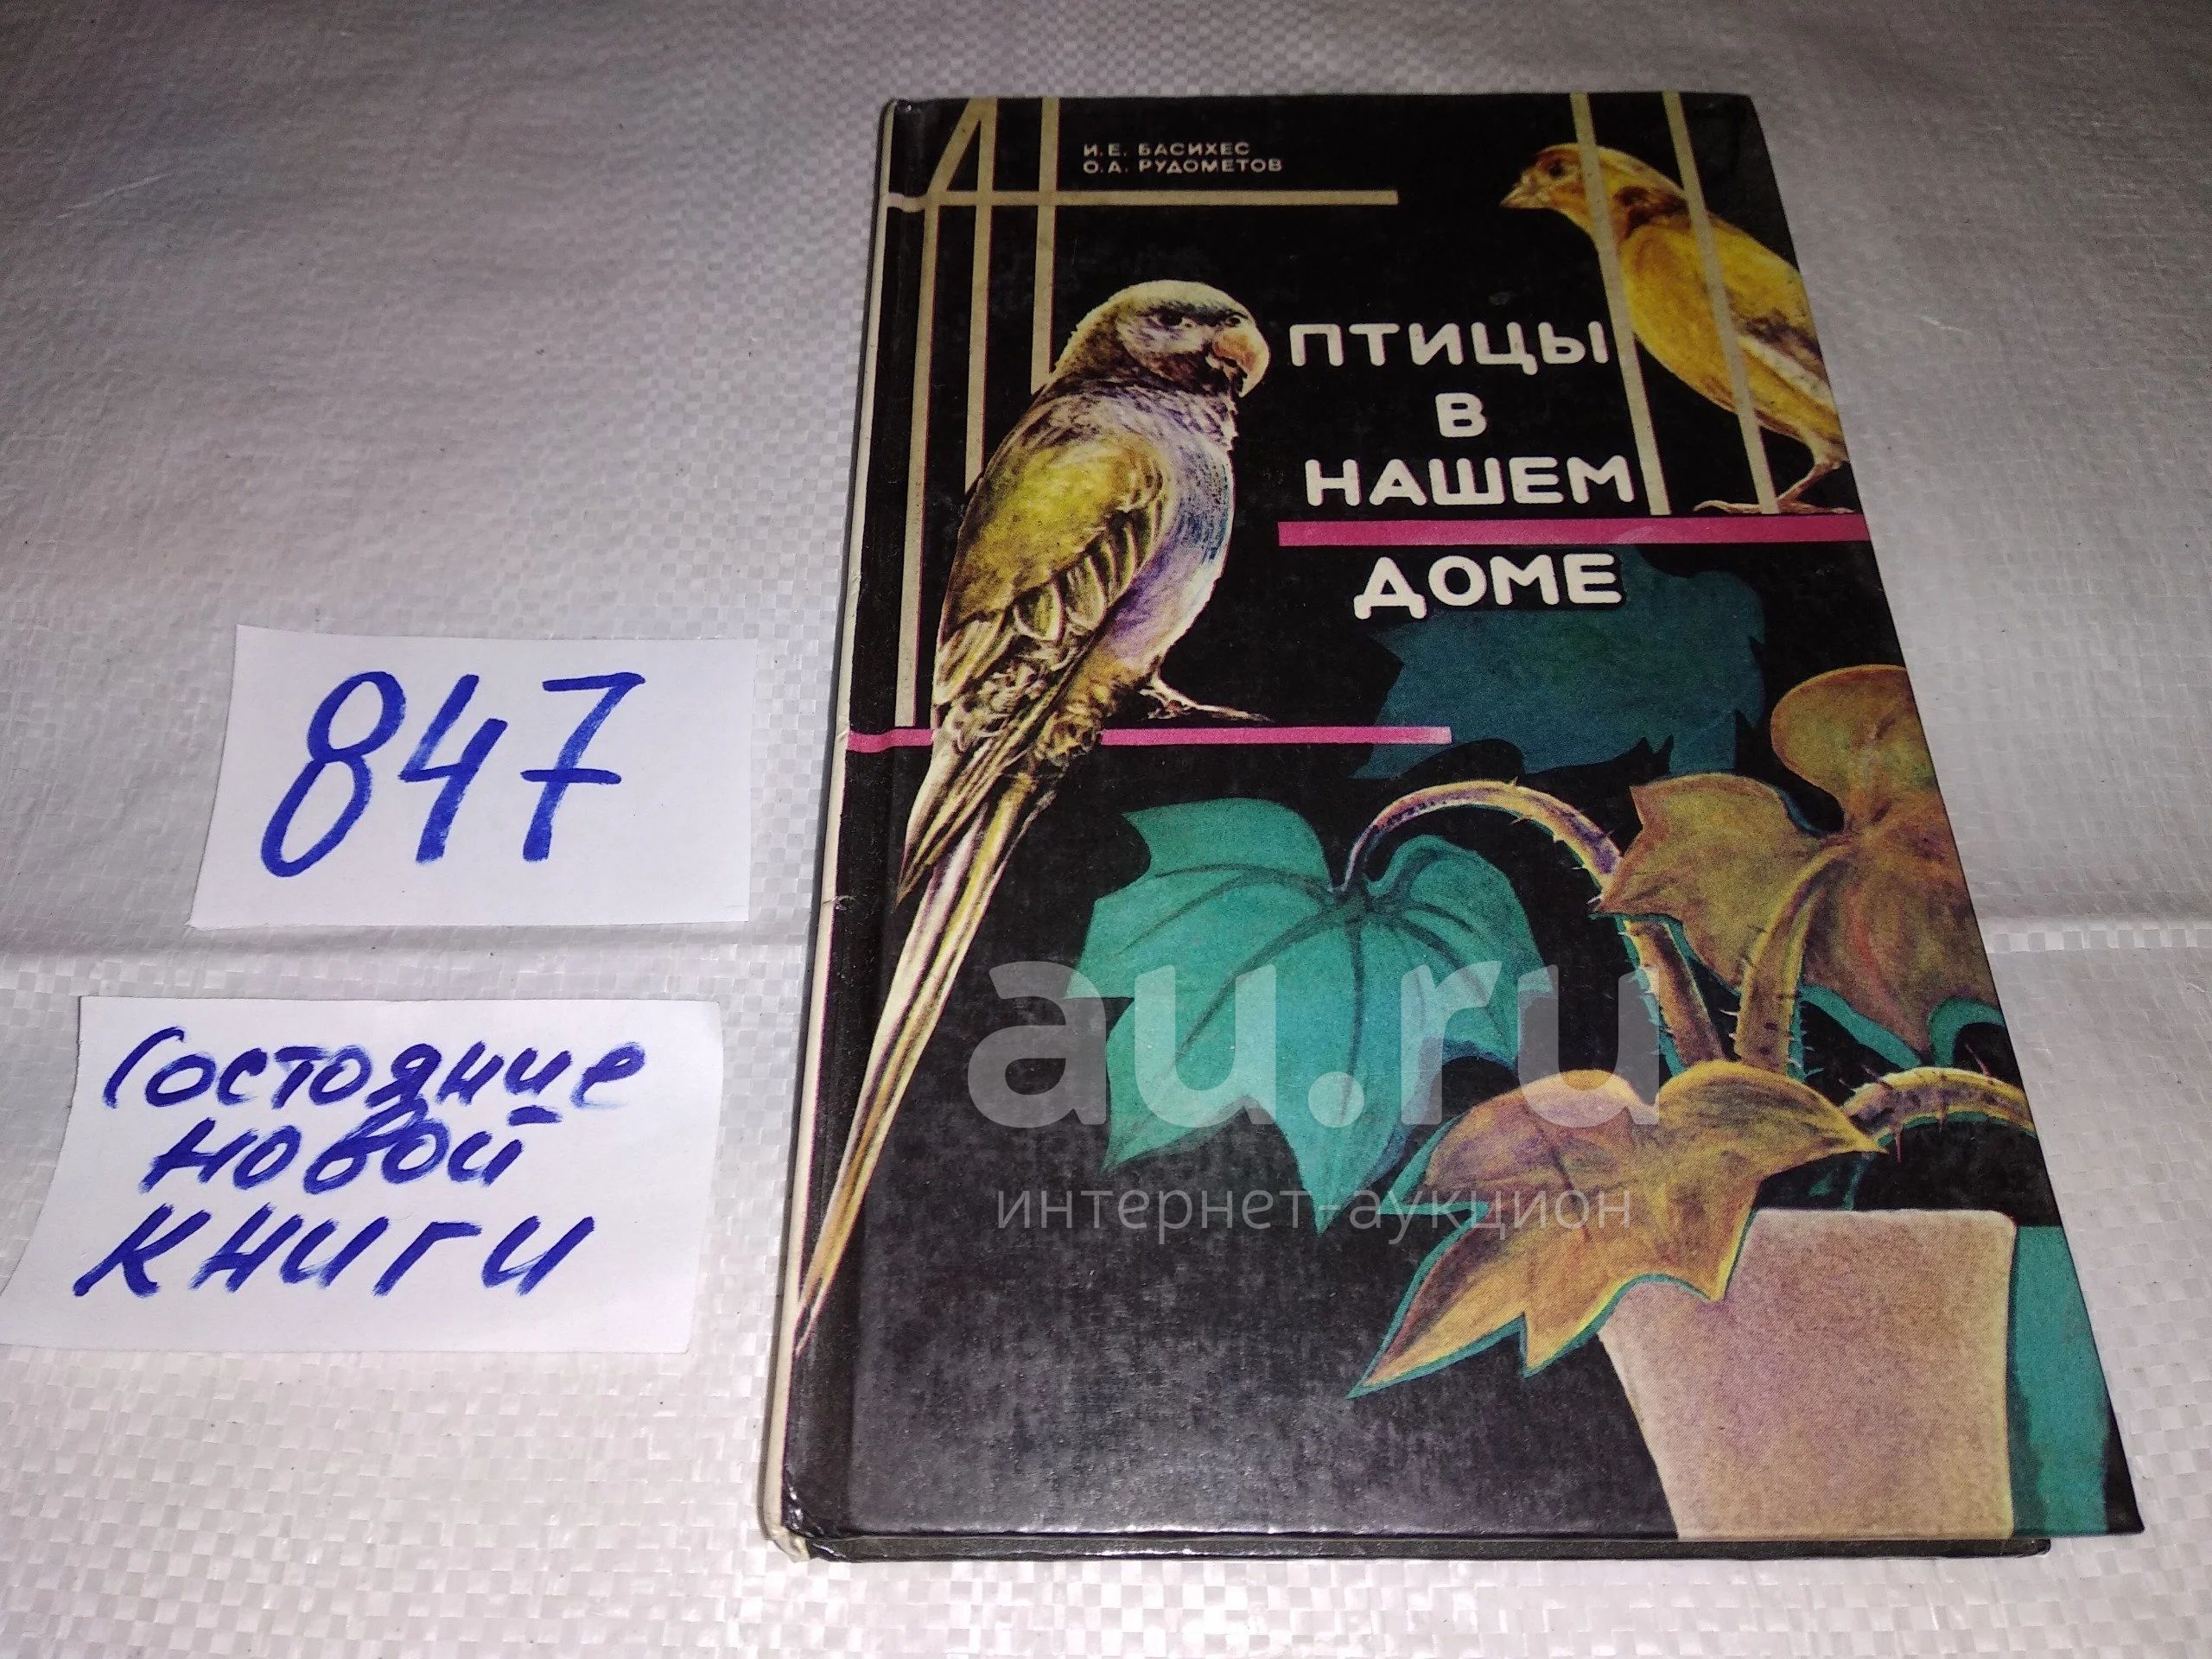 И.Е. БАСИХЕС
О.А. РУДОМЕТОВ
ПТИЦЫ
В
НАШЕМ
ДОМЕ
847
Состояние
новой
книги
au.ru
интернет-аукцион